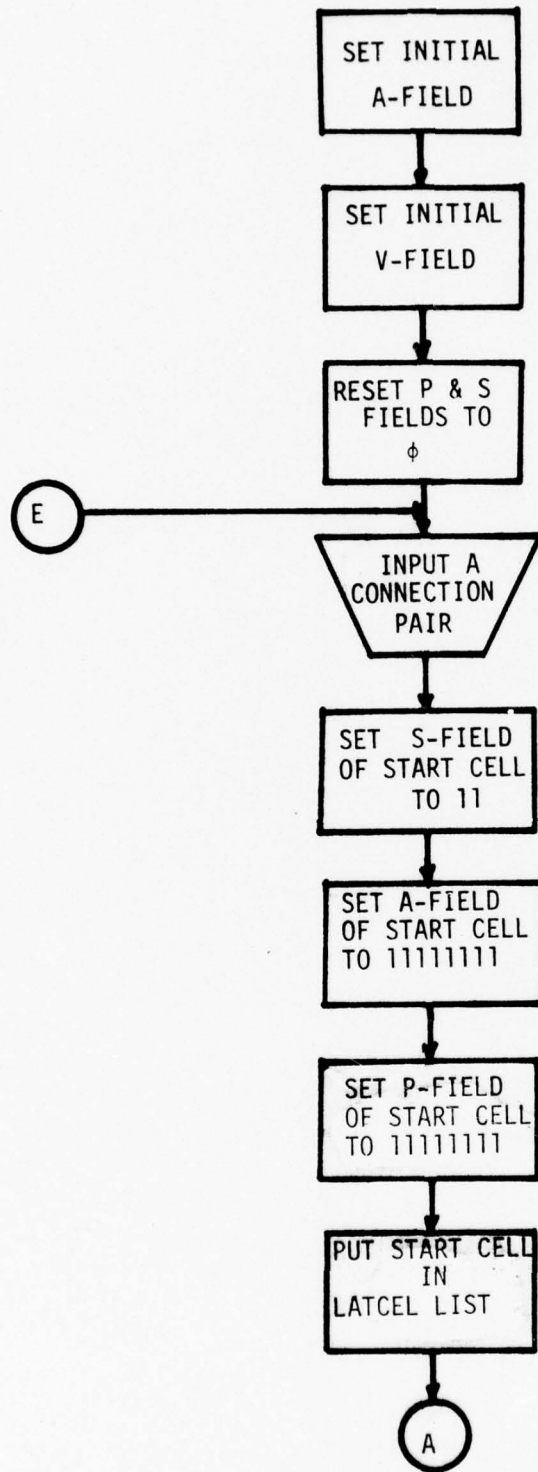 SET INITIAL
A-FIELD
SET INITIAL
V-FIELD
RESET P & S
FIELDS TO
ϕ
E
INPUT A
CONNECTION
PAIR
SET S-FIELD
OF START CELL
TO 11
SET A-FIELD
OF START CELL
TO 11111111
SET P-FIELD
OF START CELL
TO 11111111
PUT START CELL
IN
LATCEL LIST
A